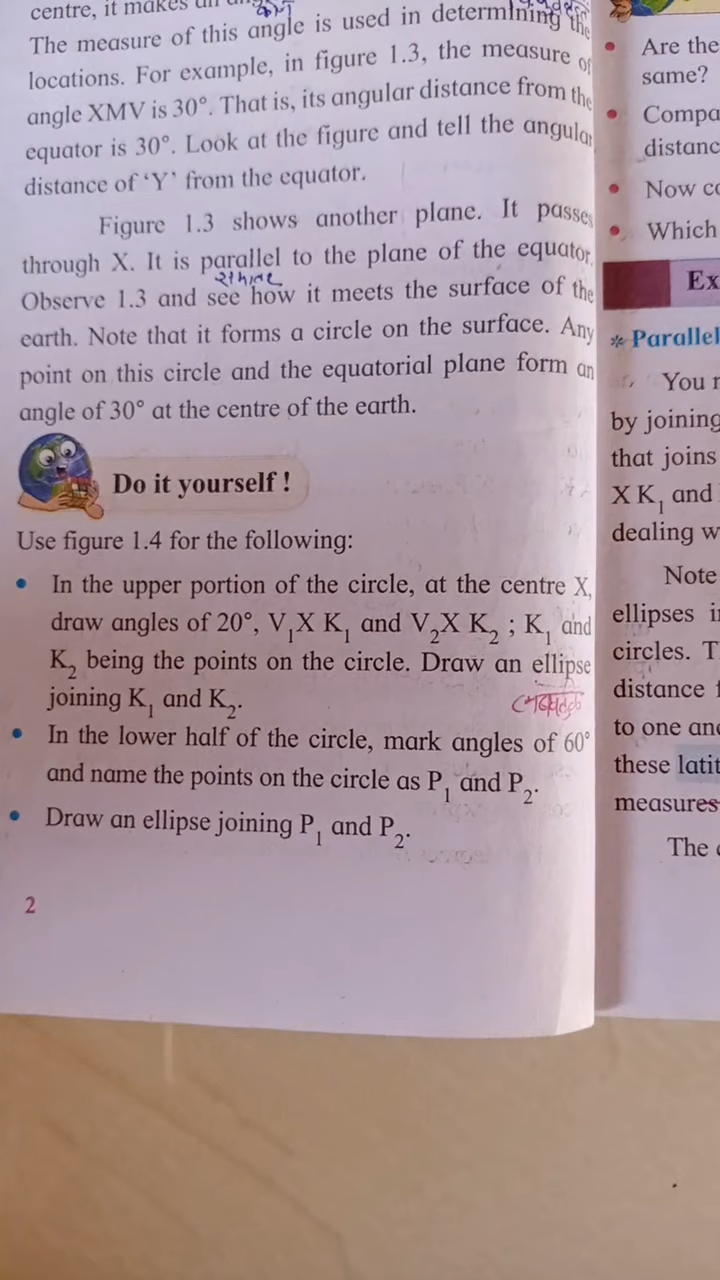 centre, it makes an
The measure of this angle is used in determining the
locations. For example, in figure 1.3, the measure of
angle XMV is 30°. That is, its angular distance from the
equator is 30°. Look at the figure and tell the angular
distance of ‘Y’ from the equator.
Figure 1.3 shows another plane. It passes
through X. It is parallel to the plane of the equator.
समांतर
Observe 1.3 and see how it meets the surface of the
earth. Note that it forms a circle on the surface. Any
point on this circle and the equatorial plane form an
angle of 30° at the centre of the earth.
Do it yourself !
Use figure 1.4 for the following:
• In the upper portion of the circle, at the centre X,
draw angles of 20°, V₁X K₁ and V₂X K₂ ; K₁ and
K₂ being the points on the circle. Draw an ellipse
joining K₁ and K₂.
• In the lower half of the circle, mark angles of 60°
and name the points on the circle as P₁ and P₂.
• Draw an ellipse joining P₁ and P₂.
2
• Are the
same?
• Compa
distanc
• Now co
• Which
Ex
* Parallel
You r
by joining
that joins
X K₁ and
dealing w
Note
ellipses i
circles. T
distance f
to one and
these latit
measures
The